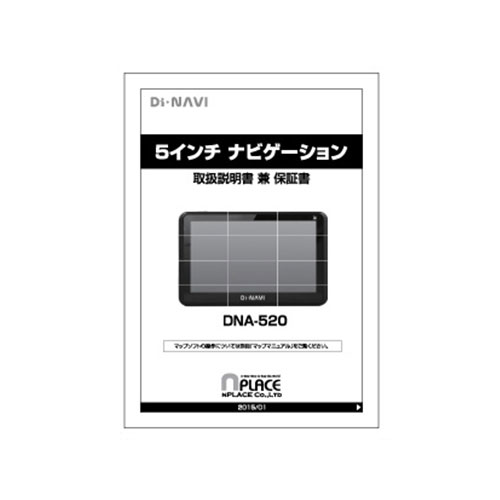 Di-NAVI
5インチ ナビゲーション
取扱説明書 兼 保証書
Di-NAVI
DNA-520
マップソフトの操作については別冊「マップマニュアル」をご覧ください。
nPLACE
NPLACE Co.,LTD
2015/01